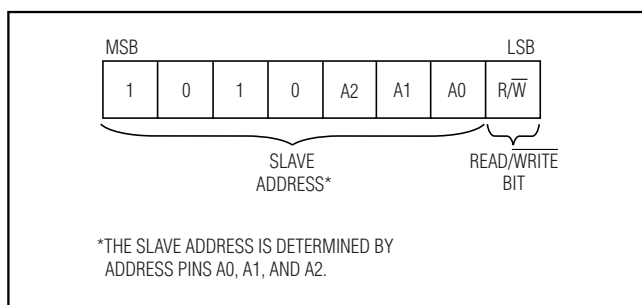 MSB LSB
1 0 1 0 A2 A1 A0 R/W̅
SLAVE READ/W̅R̅I̅T̅E̅
ADDRESS* BIT
*THE SLAVE ADDRESS IS DETERMINED BY
ADDRESS PINS A0, A1, AND A2.